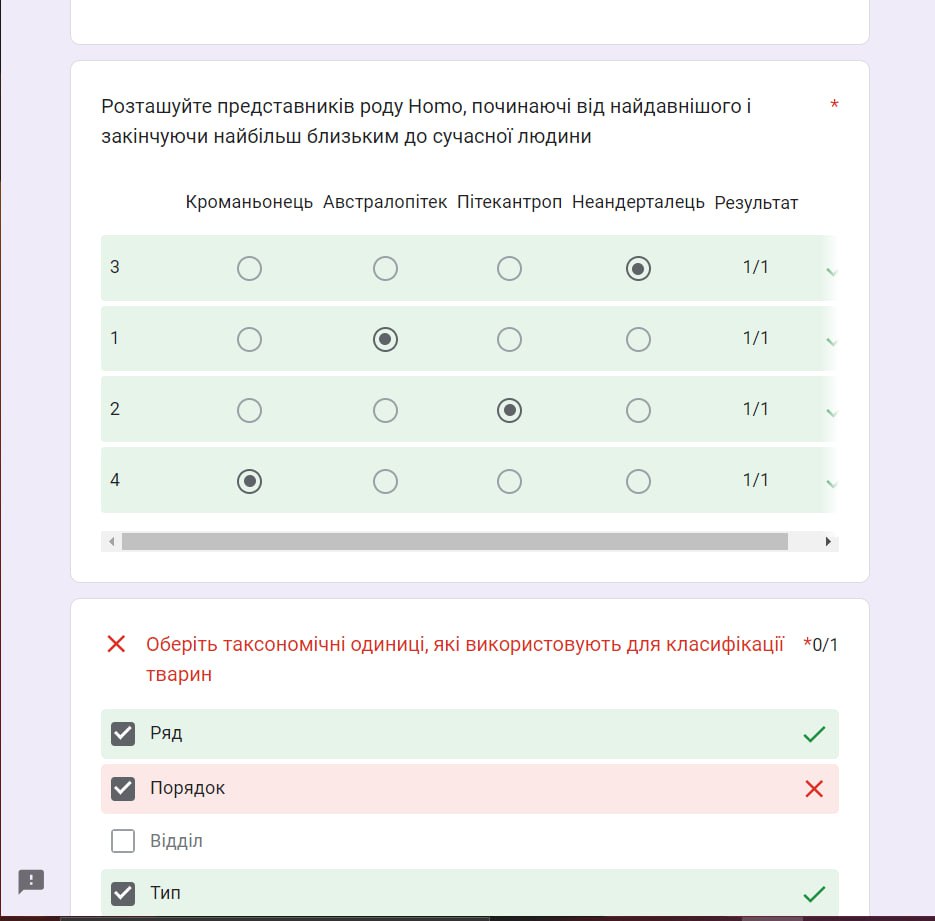 Розташуйте представників роду Homo, починаючі від найдавнішого і *
закінчуючи найбільш близьким до сучасної людини
Кроманьонець Австралопітек Пітекантроп Неандерталець Результат
3 1/1
1 1/1
2 1/1
4 1/1
Оберіть таксономічні одиниці, які використовують для класифікації *0/1
тварин
Ряд
Порядок
Відділ
Тип